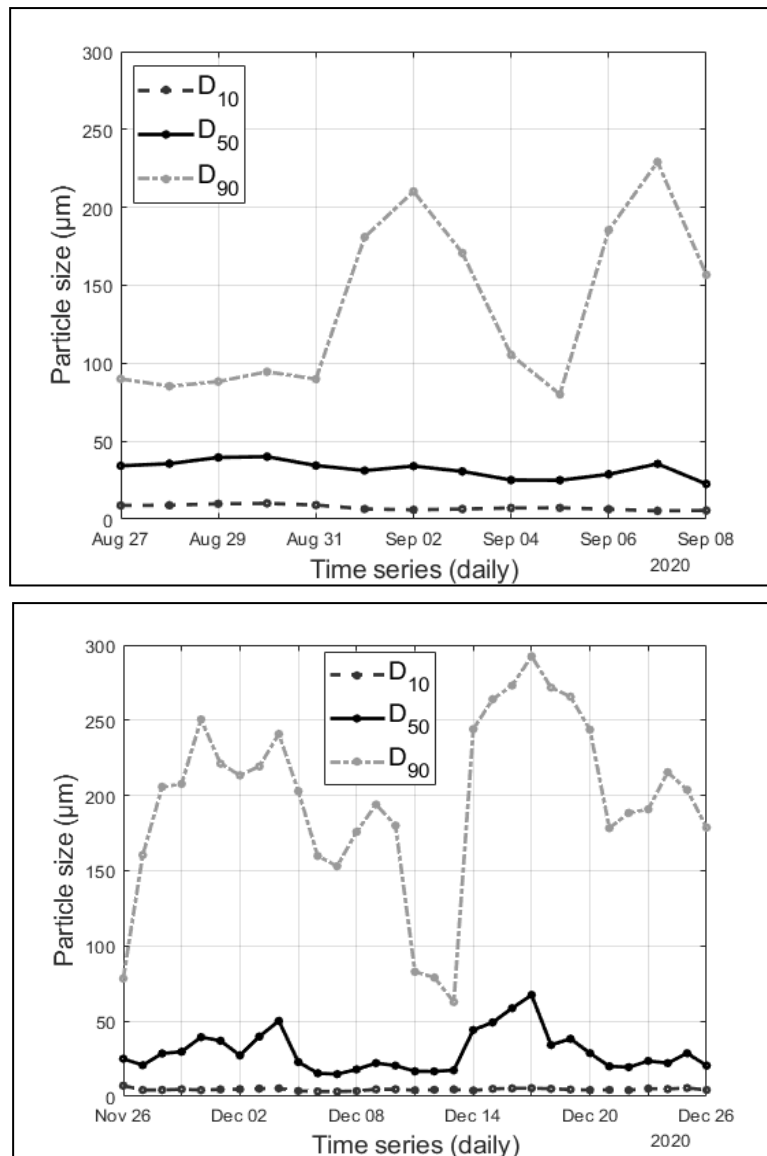 300
250
200
150
100
50
0
Particle size (µm)
D10
D50
D90
Aug 27 Aug 29 Aug 31 Sep 02 Sep 04 Sep 06 Sep 08
Time series (daily) 2020
300
250
200
150
100
50
0
Particle size (µm)
D10
D50
D90
Nov 26 Dec 02 Dec 08 Dec 14 Dec 20 Dec 26
Time series (daily) 2020